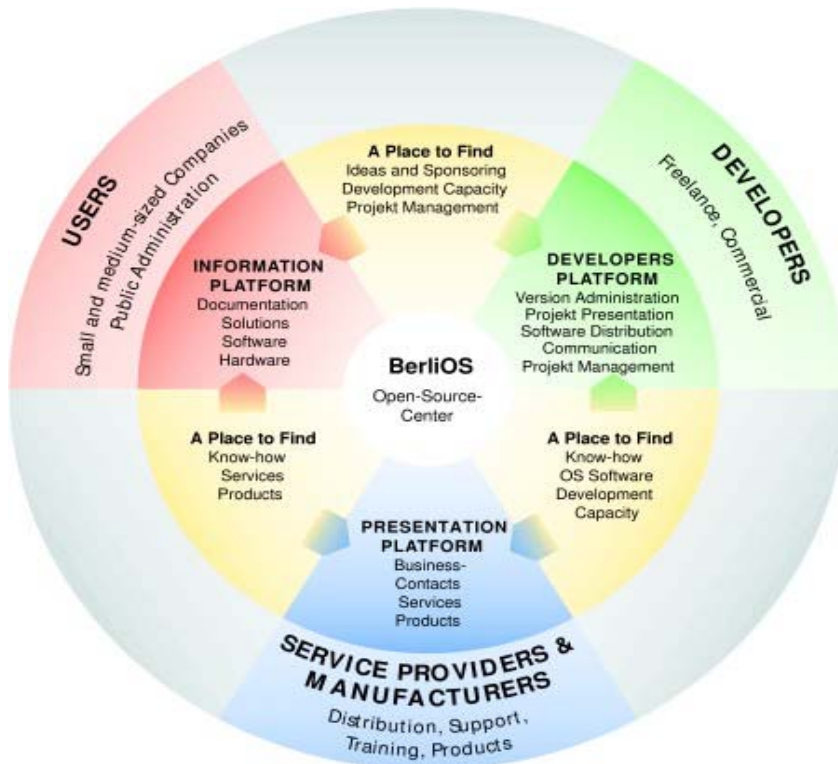 USERS
Small and medium-sized Companies
Public Administration
A Place to Find
Ideas and Sponsoring
Development Capacity
Projekt Management
DEVELOPERS
Freelance, Commercial
INFORMATION
PLATFORM
Documentation
Solutions
Software
Hardware
DEVELOPERS
PLATFORM
Version Administration
Projekt Presentation
Software Distribution
Communication
Projekt Management
BerliOS
Open-Source-
Center
A Place to Find
Know-how
Services
Products
A Place to Find
Know-how
OS Software
Development
Capacity
PRESENTATION
PLATFORM
Business-
Contacts
Services
Products
SERVICE PROVIDERS &
MANUFACTURERS
Distribution, Support,
Training, Products